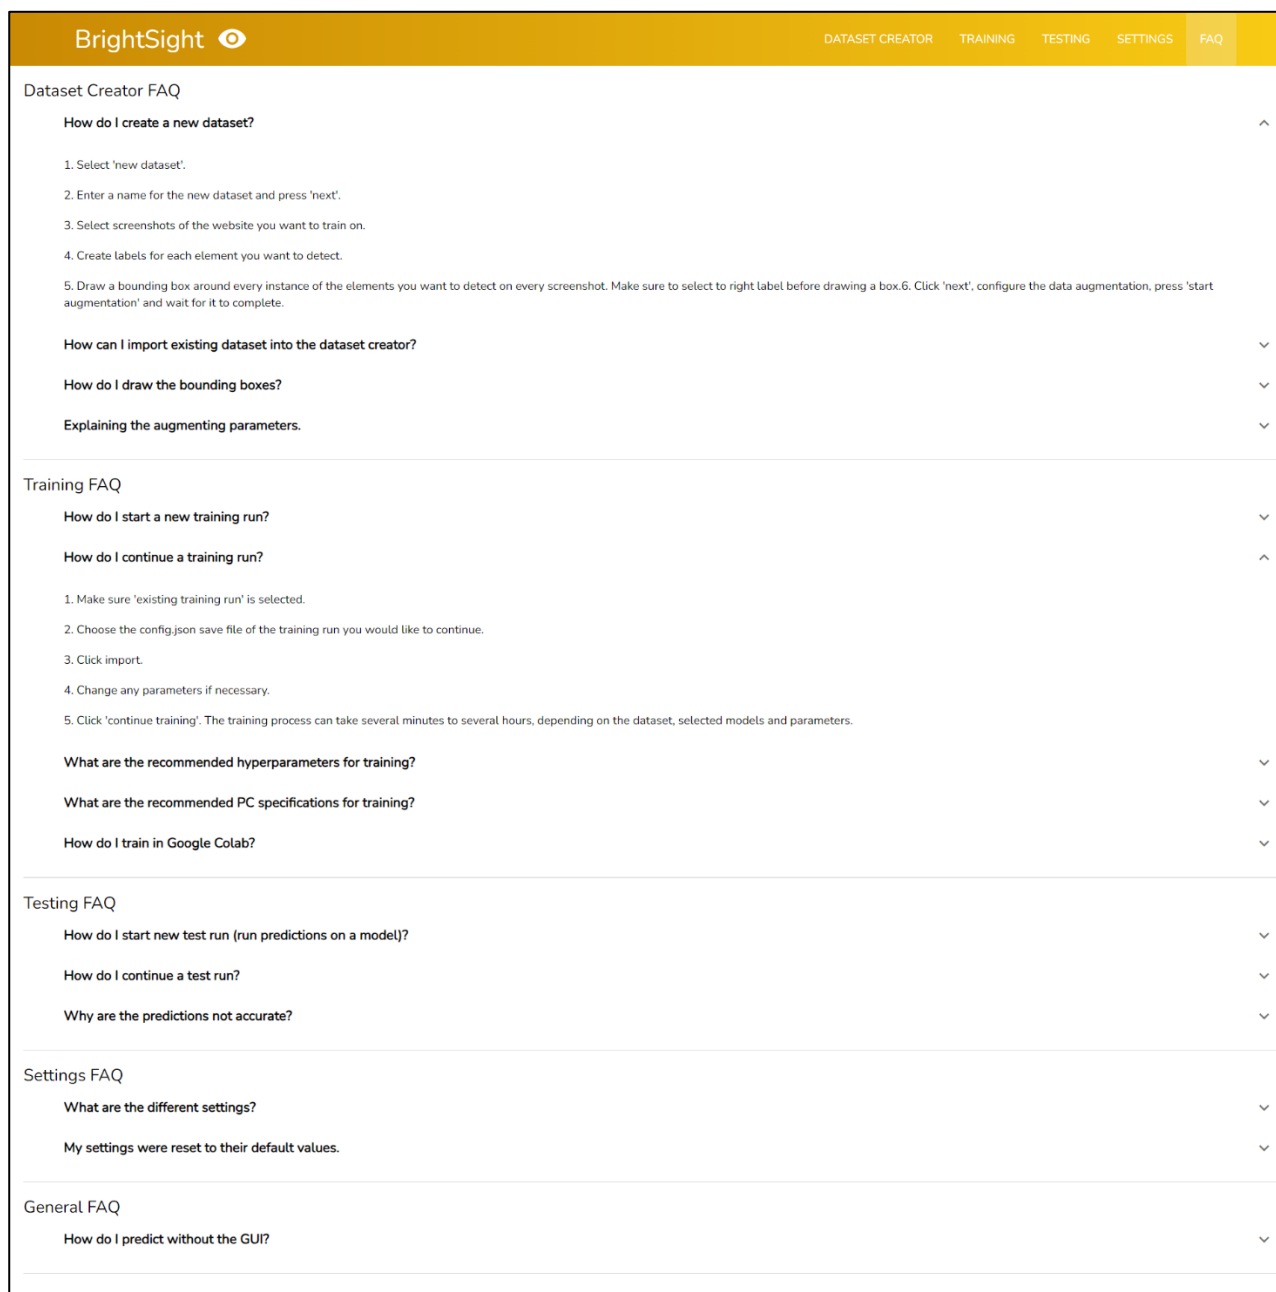 BrightSight
DATASET CREATOR TRAINING TESTING SETTINGS FAQ
Dataset Creator FAQ
How do I create a new dataset?
1. Select 'new dataset'.
2. Enter a name for the new dataset and press 'next'.
3. Select screenshots of the website you want to train on.
4. Create labels for each element you want to detect.
5. Draw a bounding box around every instance of the elements you want to detect on every screenshot. Make sure to select to right label before drawing a box.6. Click 'next', configure the data augmentation, press 'start
augmentation' and wait for it to complete.
How can I import existing dataset into the dataset creator?
How do I draw the bounding boxes?
Explaining the augmenting parameters.
Training FAQ
How do I start a new training run?
How do I continue a training run?
1. Make sure 'existing training run' is selected.
2. Choose the config.json save file of the training run you would like to continue.
3. Click import.
4. Change any parameters if necessary.
5. Click 'continue training'. The training process can take several minutes to several hours, depending on the dataset, selected models and parameters.
What are the recommended hyperparameters for training?
What are the recommended PC specifications for training?
How do I train in Google Colab?
Testing FAQ
How do I start new test run (run predictions on a model)?
How do I continue a test run?
Why are the predictions not accurate?
Settings FAQ
What are the different settings?
My settings were reset to their default values.
General FAQ
How do I predict without the GUI?